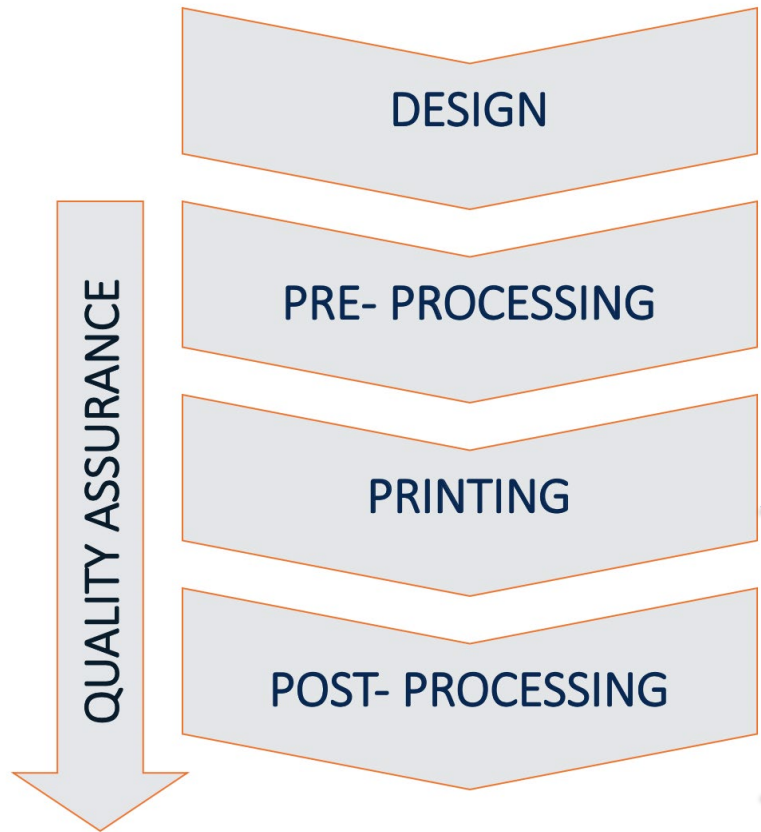 DESIGN
PRE- PROCESSING
PRINTING
POST- PROCESSING
QUALITY ASSURANCE